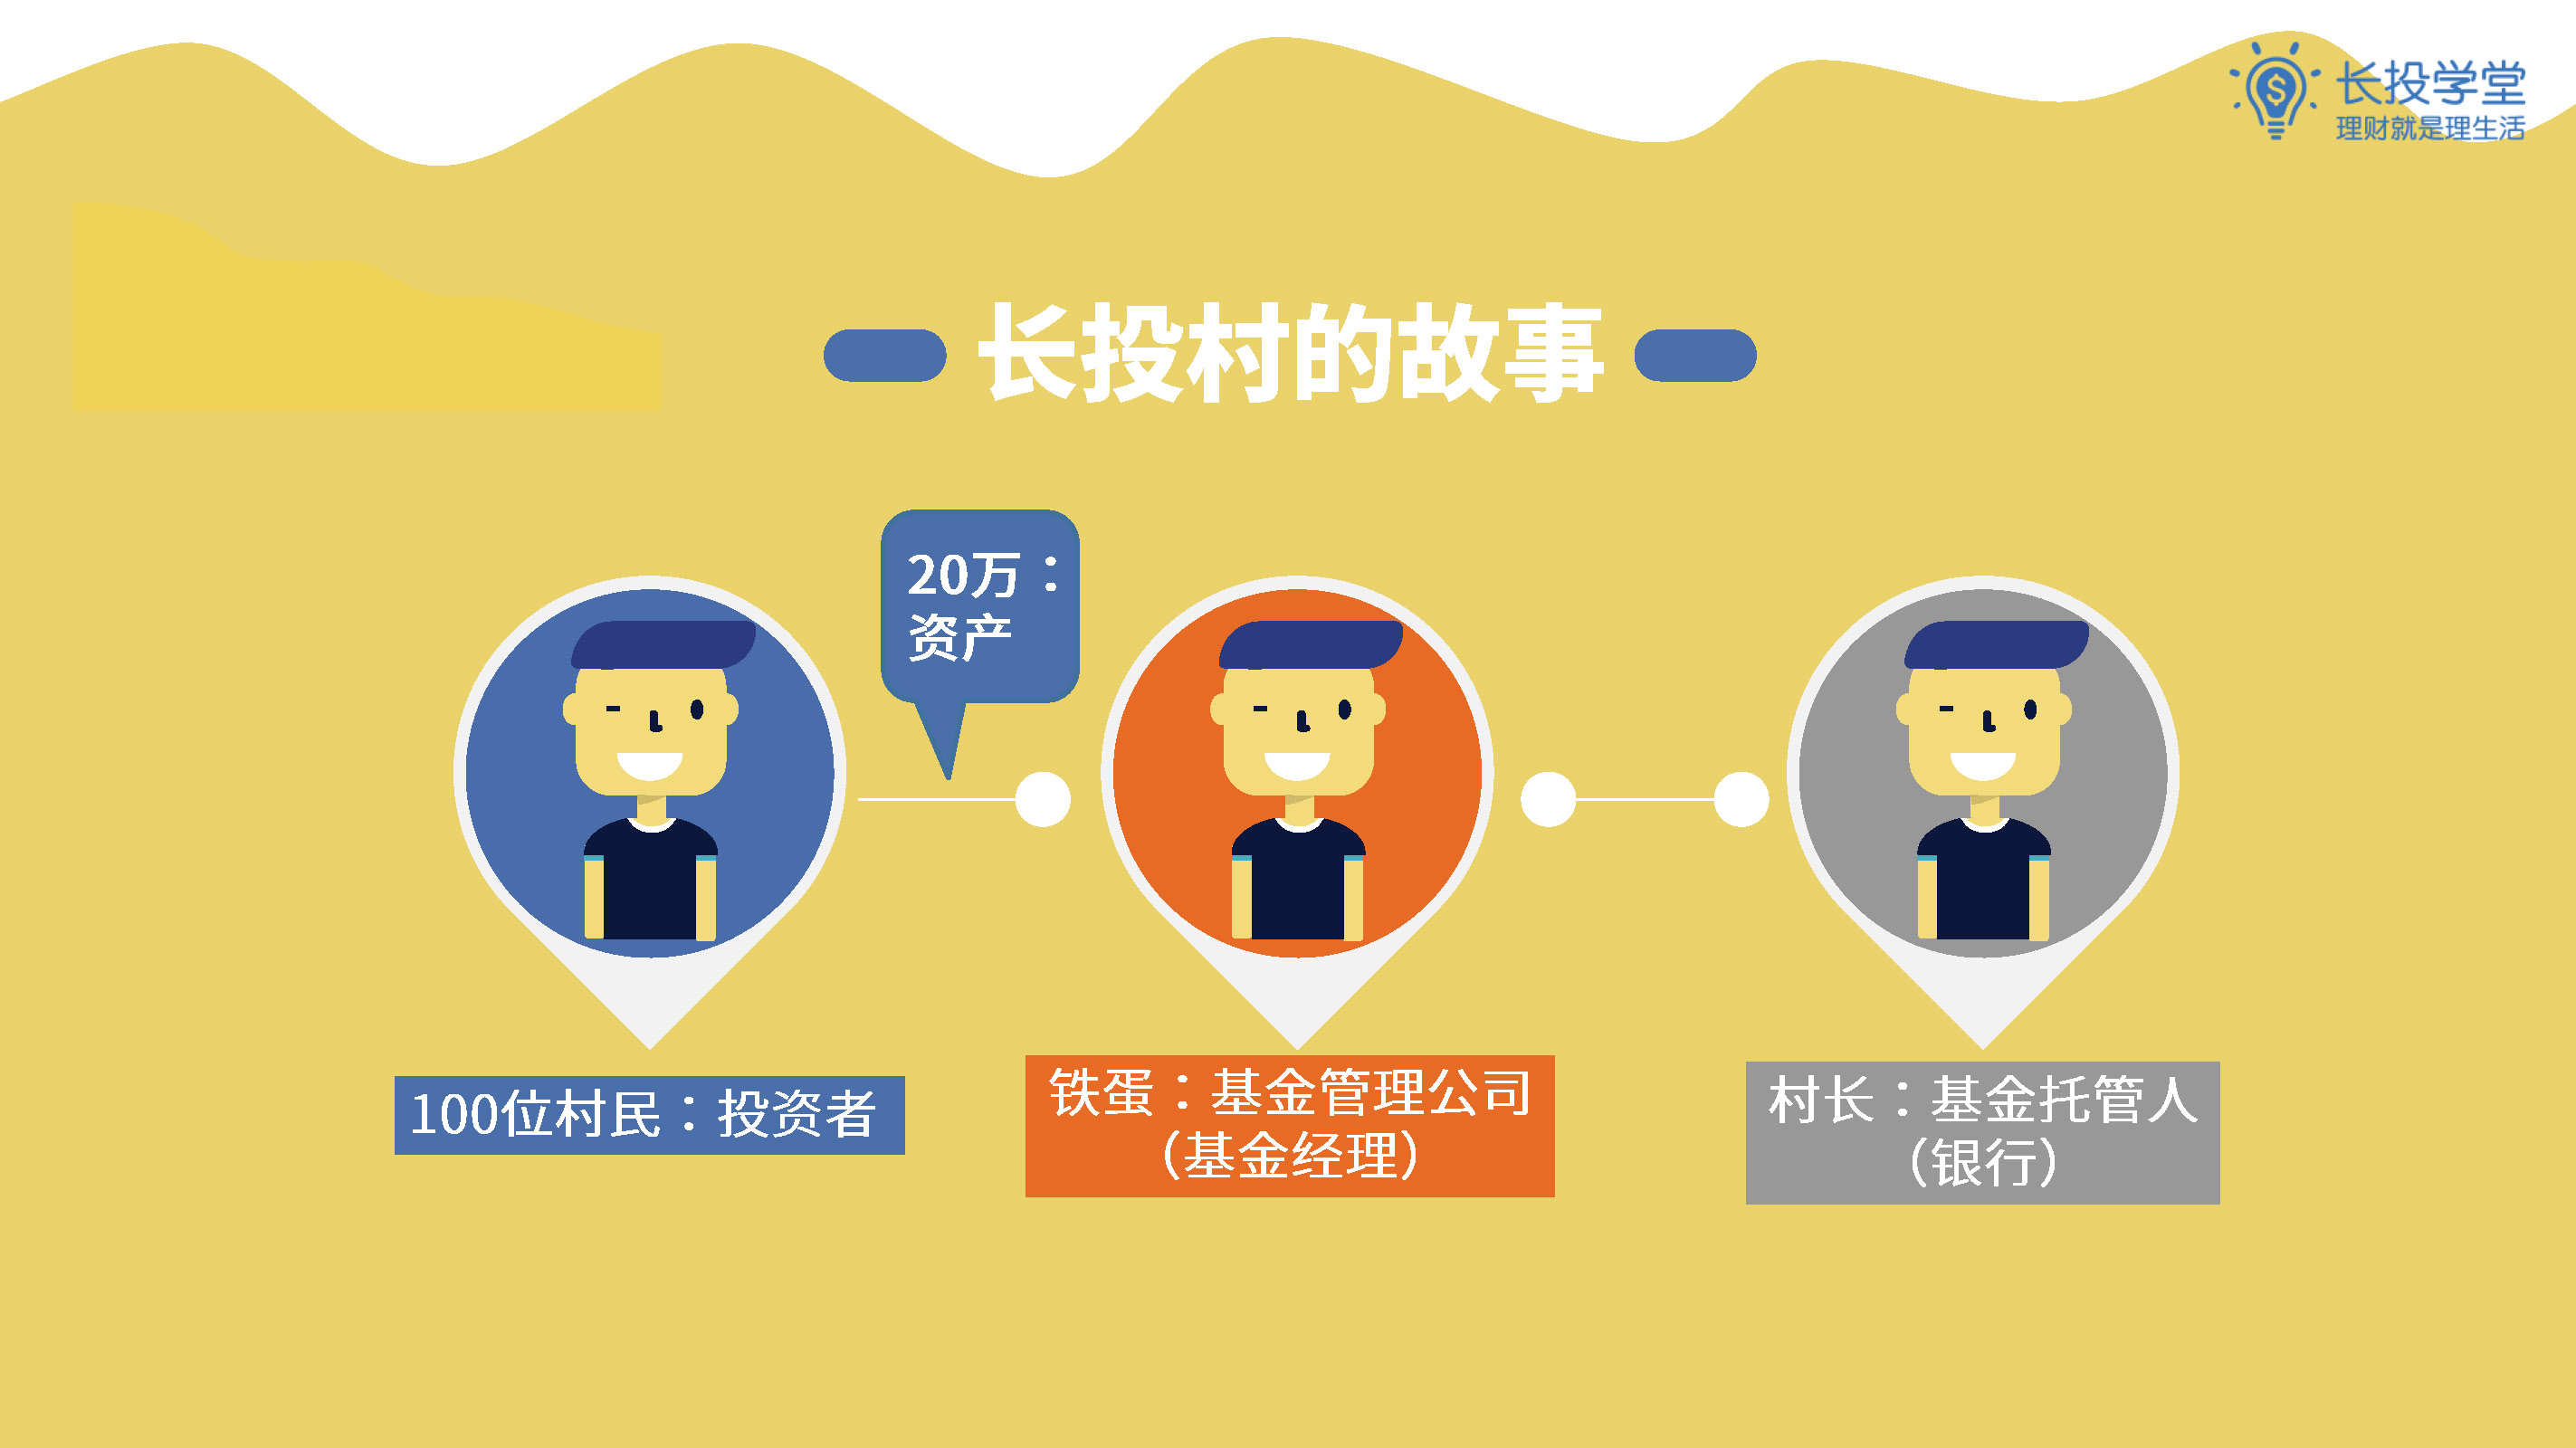 长投学堂
理财就是理生活
长投村的故事
20万：
资产
100位村民：投资者
铁蛋：基金管理公司
（基金经理）
村长：基金托管人
（银行）